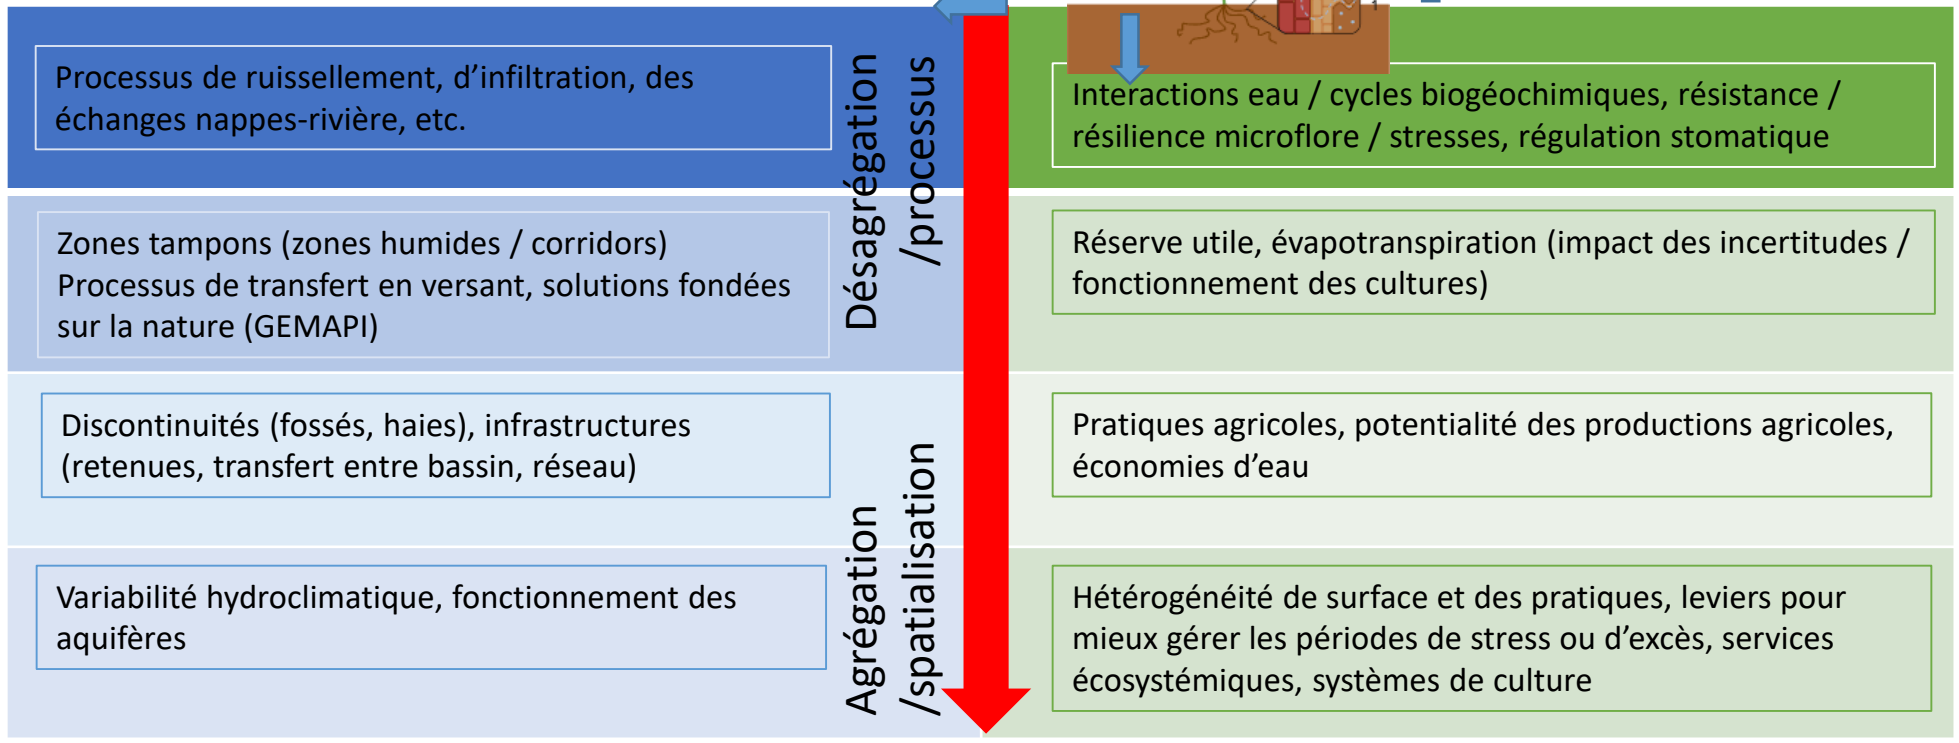 Processus de ruissellement, d’infiltration, des
échanges nappes-rivière, etc.
Interactions eau / cycles biogéochimiques, résistance /
résilience microflore / stresses, régulation stomatique
Désagrégation
/processus
Zones tampons (zones humides / corridors)
Processus de transfert en versant, solutions fondées
sur la nature (GEMAPI)
Réserve utile, évapotranspiration (impact des incertitudes /
fonctionnement des cultures)
Discontinuités (fossés, haies), infrastructures
(retenues, transfert entre bassin, réseau)
Pratiques agricoles, potentialité des productions agricoles,
économies d’eau
Agrégation
/spatialisation
Variabilité hydroclimatique, fonctionnement des
aquifères
Hétérogénéité de surface et des pratiques, leviers pour
mieux gérer les périodes de stress ou d’excès, services
écosystémiques, systèmes de culture